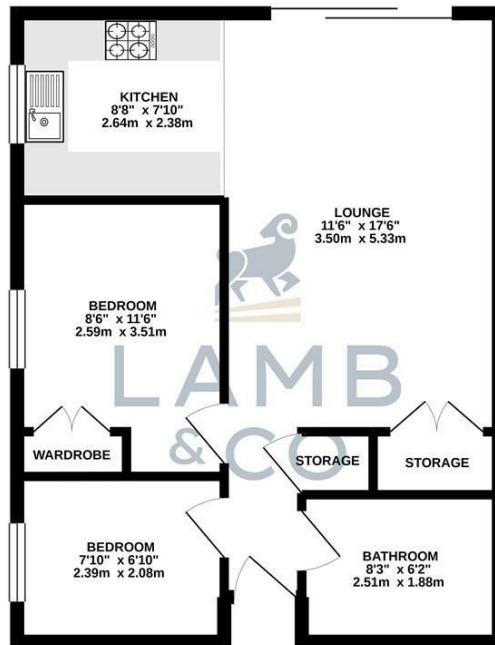 KITCHEN
8'8" x 7'10"
2.64m x 2.38m
LOUNGE
11'6" x 17'6"
3.50m x 5.33m
BEDROOM
8'6" x 11'6"
2.59m x 3.51m
LAMB
& CO
WARDROBE
STORAGE
STORAGE
BEDROOM
7'10" x 6'10"
2.39m x 2.08m
BATHROOM
8'3" x 6'2"
2.51m x 1.88m